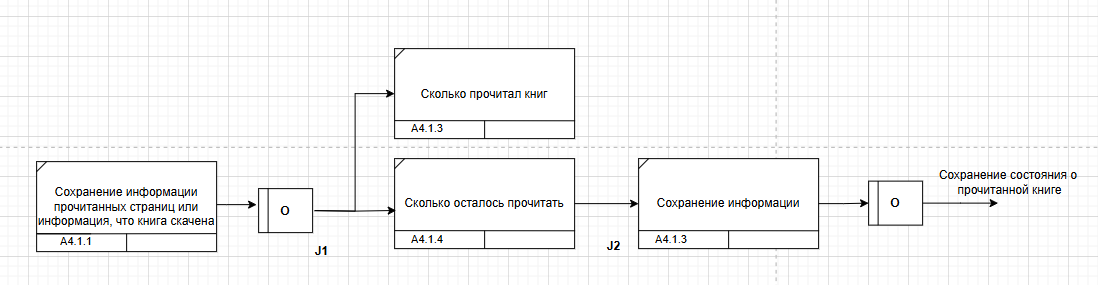 Сколько прочитал книг
A4.1.3
Сохранение информации
прочитанных страниц или
информация, что книга скачена
A4.1.1
O
J1
Сколько осталось прочитать
A4.1.4
J2
Сохранение информации
A4.1.3
O
Сохранение состояния о
прочитанной книге